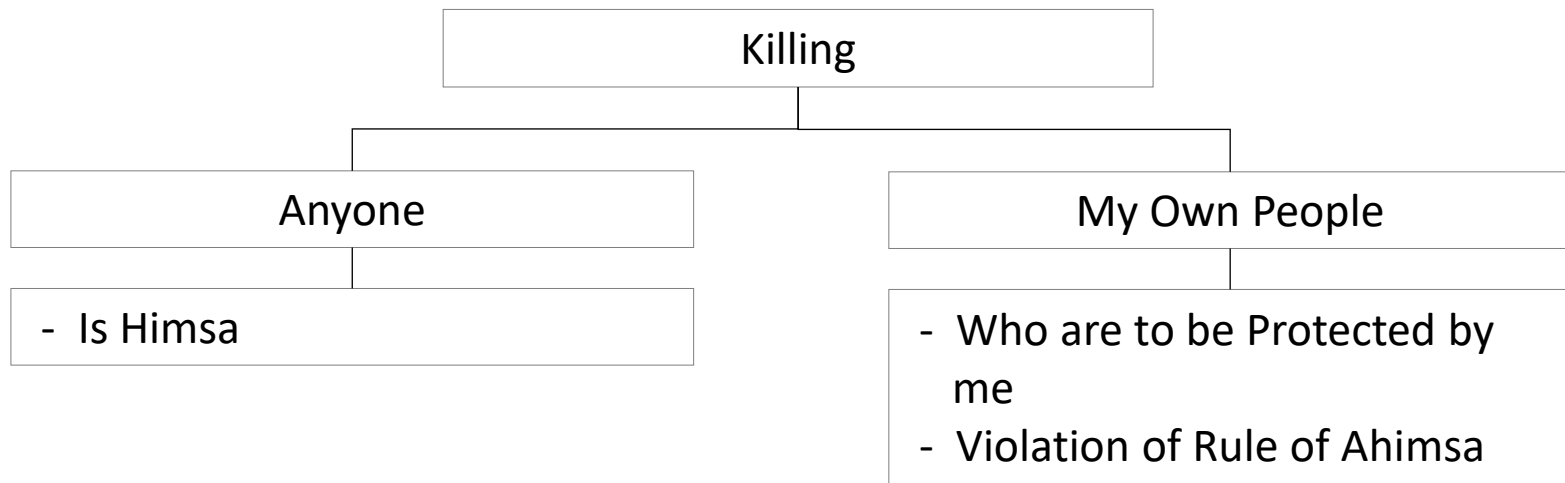 Killing
Anyone
My Own People
- Is Himsa
- Who are to be Protected by
me
- Violation of Rule of Ahimsa